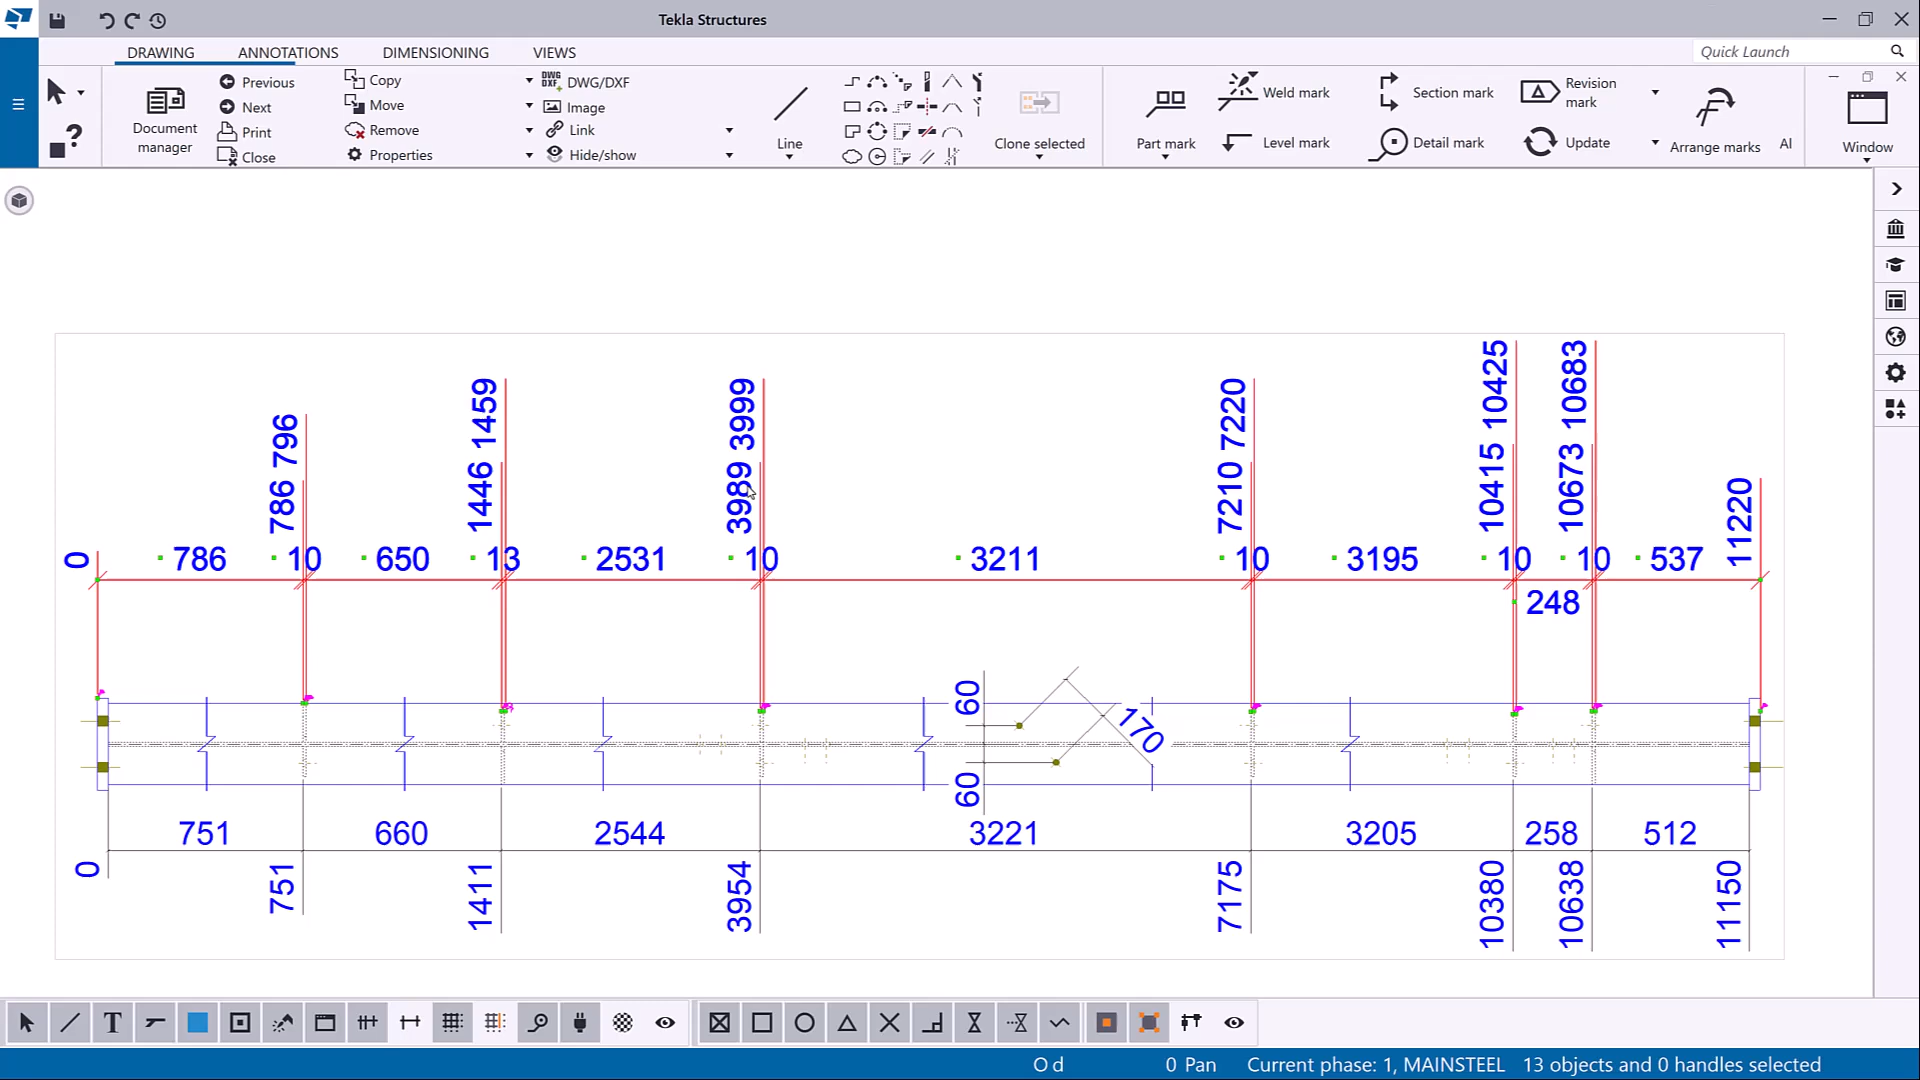 Tekla Structures
DRAWING ANNOTATIONS DIMENSIONING VIEWS
Quick Launch
Document manager
Previous
Next
Print
Close
Copy
Move
Remove
Properties
DWG DXF DWG/DXF
Image
Link
Hide/show
Line
Clone selected
Part mark
Weld mark
Level mark
Section mark
Detail mark
Revision mark
Update
Arrange marks
Al
Window
786 796
1446 1459
3989 3999
7210 7220
10415 10425
10673 10683
11220
0 786 10 650 13 2531 10 3211 10 3195 10 10 537
248
60
170
60
751 660 2544 3221 3205 258 512
0 751 1411 3954 7175 10380 10638 11150
T
O d 0 Pan Current phase: 1, MAINSTEEL 13 objects and 0 handles selected